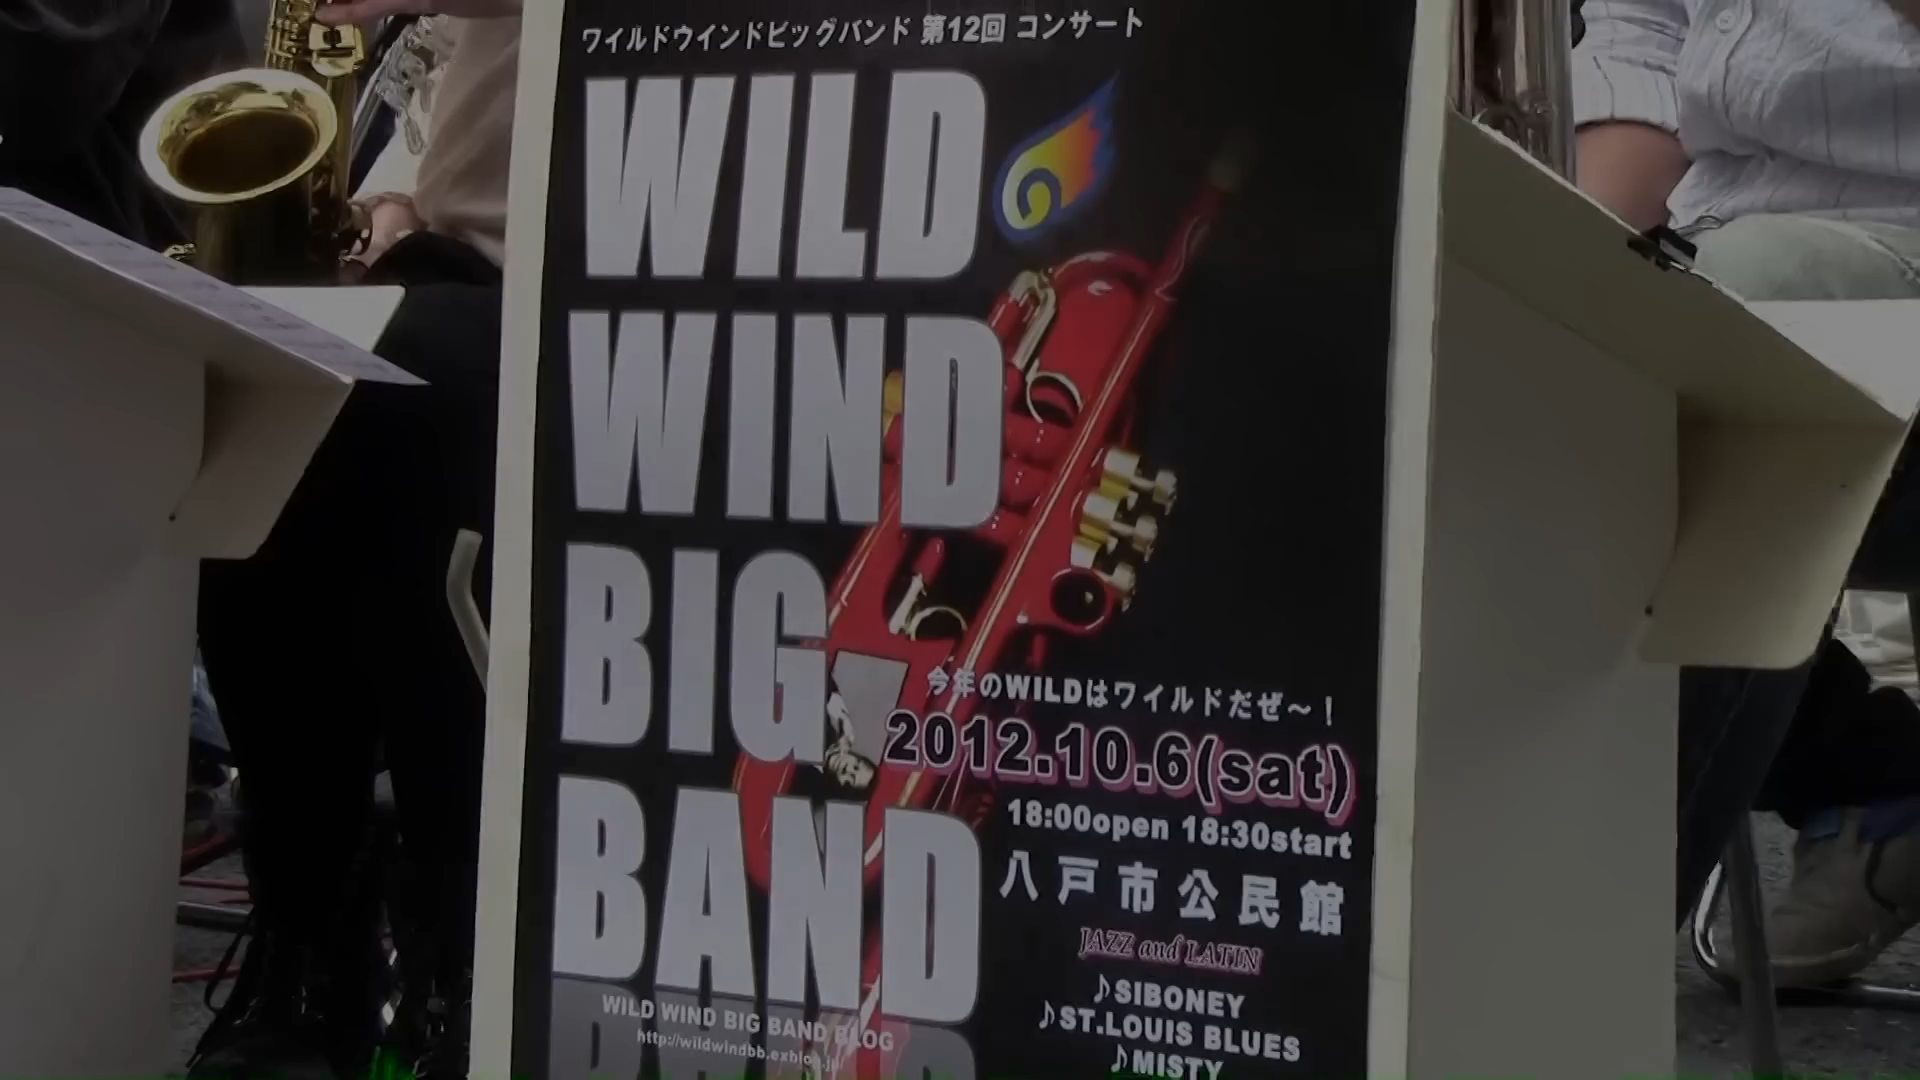 ワイルドウインドビッグバンド 第12回 コンサート
WILD
WIND
BIG
BAND
今年のWILDはワイルドだぜ〜！
2012.10.6(sat)
18:00open 18:30start
八戸市公民館
JAZZ and LATIN
♪SIBONEY
♪ST.LOUIS BLUES
♪MISTY
WILD WIND BIG BAND BLOG
http://wildwindbb.exblog.jp/